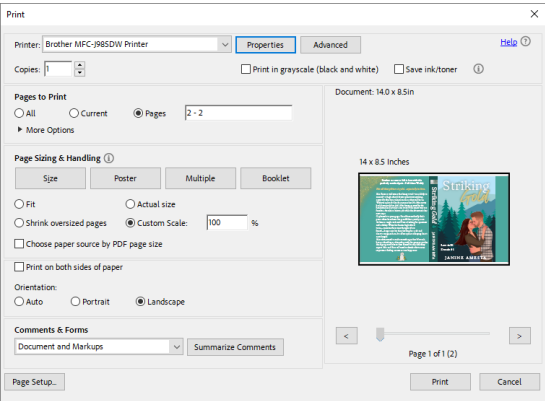 Print
Printer: Brother MFC-J985DW Printer Properties Advanced Help
Copies: 1 Print in grayscale (black and white) Save ink/toner
Pages to Print
All Current Pages 2 - 2
More Options
Page Sizing & Handling
Size Poster Multiple Booklet
Fit Actual size
Shrink oversized pages Custom Scale: 100 %
Choose paper source by PDF page size
Print on both sides of paper
Orientation:
Auto Portrait Landscape
Comments & Forms
Document and Markups Summarize Comments
Document: 14.0 x 8.5in
14 x 8.5 Inches
Striking Gold
Striking
Gold
JANINE AMESTA
< >
Page 1 of 1 (2)
Page Setup... Print Cancel